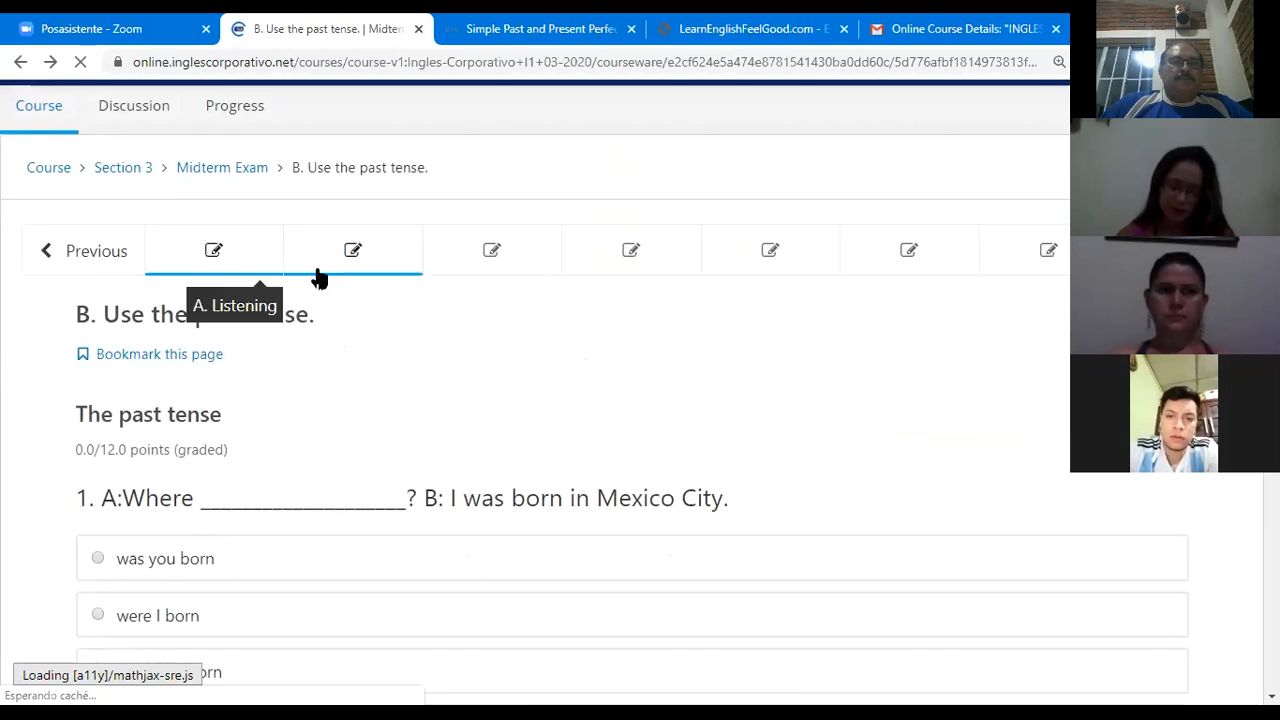 Posasistente - Zoom
B. Use the past tense. | Midterm
Simple Past and Present Perfec
LearnEnglishFeelGood.com - E
Online Course Details: "INGLES
online.inglescorporativo.net/courses/course-v1:Ingles-Corporativo+I1+03-2020/courseware/e2cf624e5a474e8781541430ba0dd60c/5d776afbf1814973813f...
Course
Discussion
Progress
Course > Section 3 > Midterm Exam > B. Use the past tense.
Previous
A. Listening
B. Use the p se.
Bookmark this page
The past tense
0.0/12.0 points (graded)
1. A:Where ____________________? B: I was born in Mexico City.
was you born
were I born
orn
Loading [a11y]/mathjax-sre.js
Esperando caché...